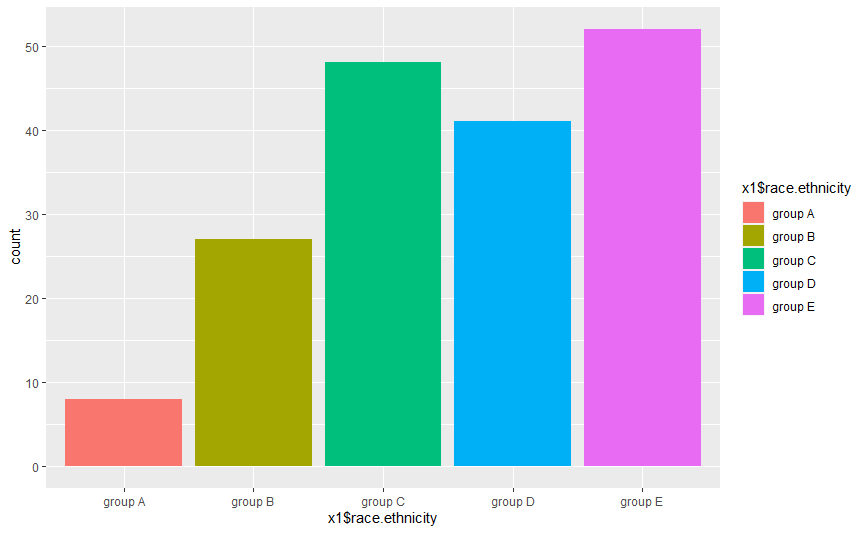 50
40
30
20
10
0
count
group A
group B
group C
group D
group E
x1$race.ethnicity
x1$race.ethnicity
group A
group B
group C
group D
group E